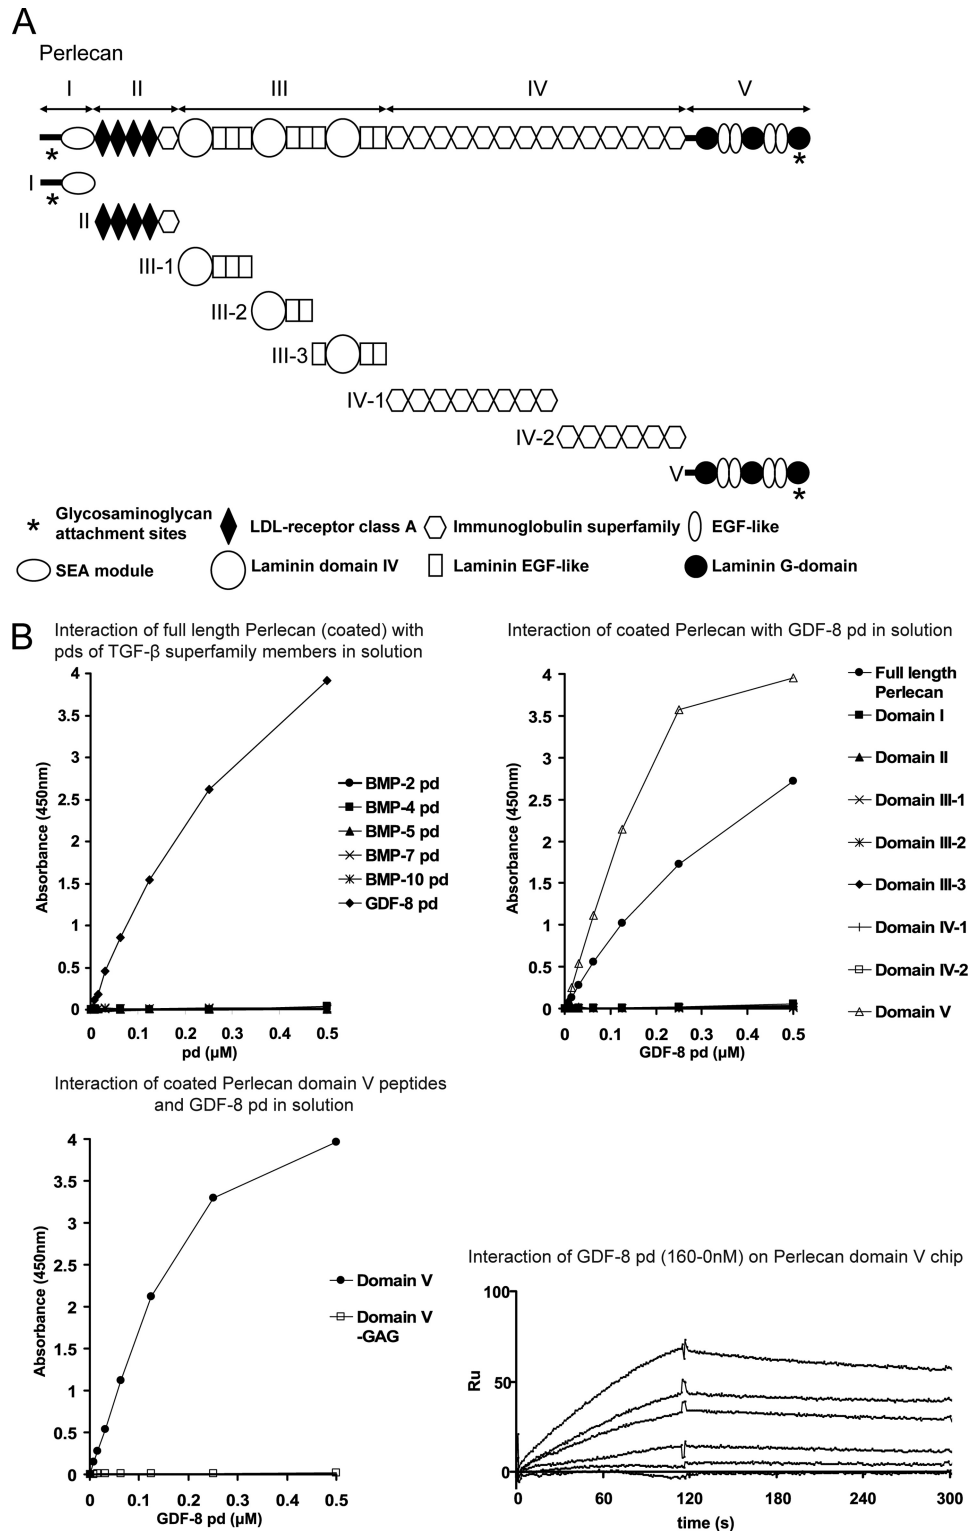 A
Perlecan
I II III IV V
* *
I
*
II
III-1
III-2
III-3
IV-1
IV-2
V
*
* Glycosaminoglycan attachment sites
LDL-receptor class A
Immunoglobulin superfamily
EGF-like
SEA module
Laminin domain IV
Laminin EGF-like
Laminin G-domain
B
Interaction of full length Perlecan (coated) with
pds of TGF-β superfamily members in solution
4
3.5
3
2.5
2
1.5
1
0.5
0
Absorbance (450nm)
0 0.1 0.2 0.3 0.4 0.5
pd (µM)
BMP-2 pd
BMP-4 pd
BMP-5 pd
BMP-7 pd
BMP-10 pd
GDF-8 pd
Interaction of coated Perlecan with GDF-8 pd in solution
4
3.5
3
2.5
2
1.5
1
0.5
0
Absorbance (450nm)
0 0.1 0.2 0.3 0.4 0.5
GDF-8 pd (µM)
Full length
Perlecan
Domain I
Domain II
Domain III-1
Domain III-2
Domain III-3
Domain IV-1
Domain IV-2
Domain V
Interaction of coated Perlecan domain V peptides
and GDF-8 pd in solution
4
3.5
3
2.5
2
1.5
1
0.5
0
Absorbance (450nm)
0 0.1 0.2 0.3 0.4 0.5
GDF-8 pd (µM)
Domain V
Domain V
-GAG
Interaction of GDF-8 pd (160-0nM) on Perlecan domain V chip
100
50
0
Ru
0 60 120 180 240 300
time (s)